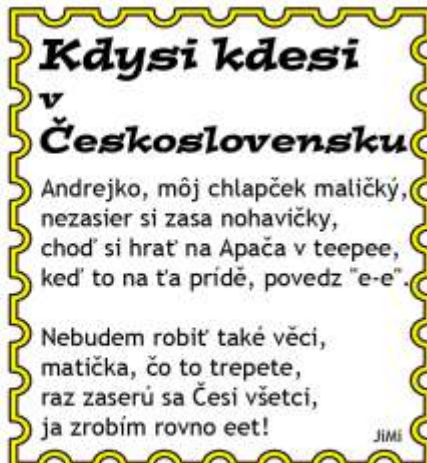 Kdysi kdesi
v
Československu
Andrejko, môj chlapček maličký,
nezasier si zasa nohavičky,
choď si hrať na Apača v teepee,
keď to na ťa prídě, povedz "e-e".
Nebudem robiť také věci,
matička, čo to trepete,
raz zaserú sa Česi všetci,
ja zrobím rovno eet!
JiMi